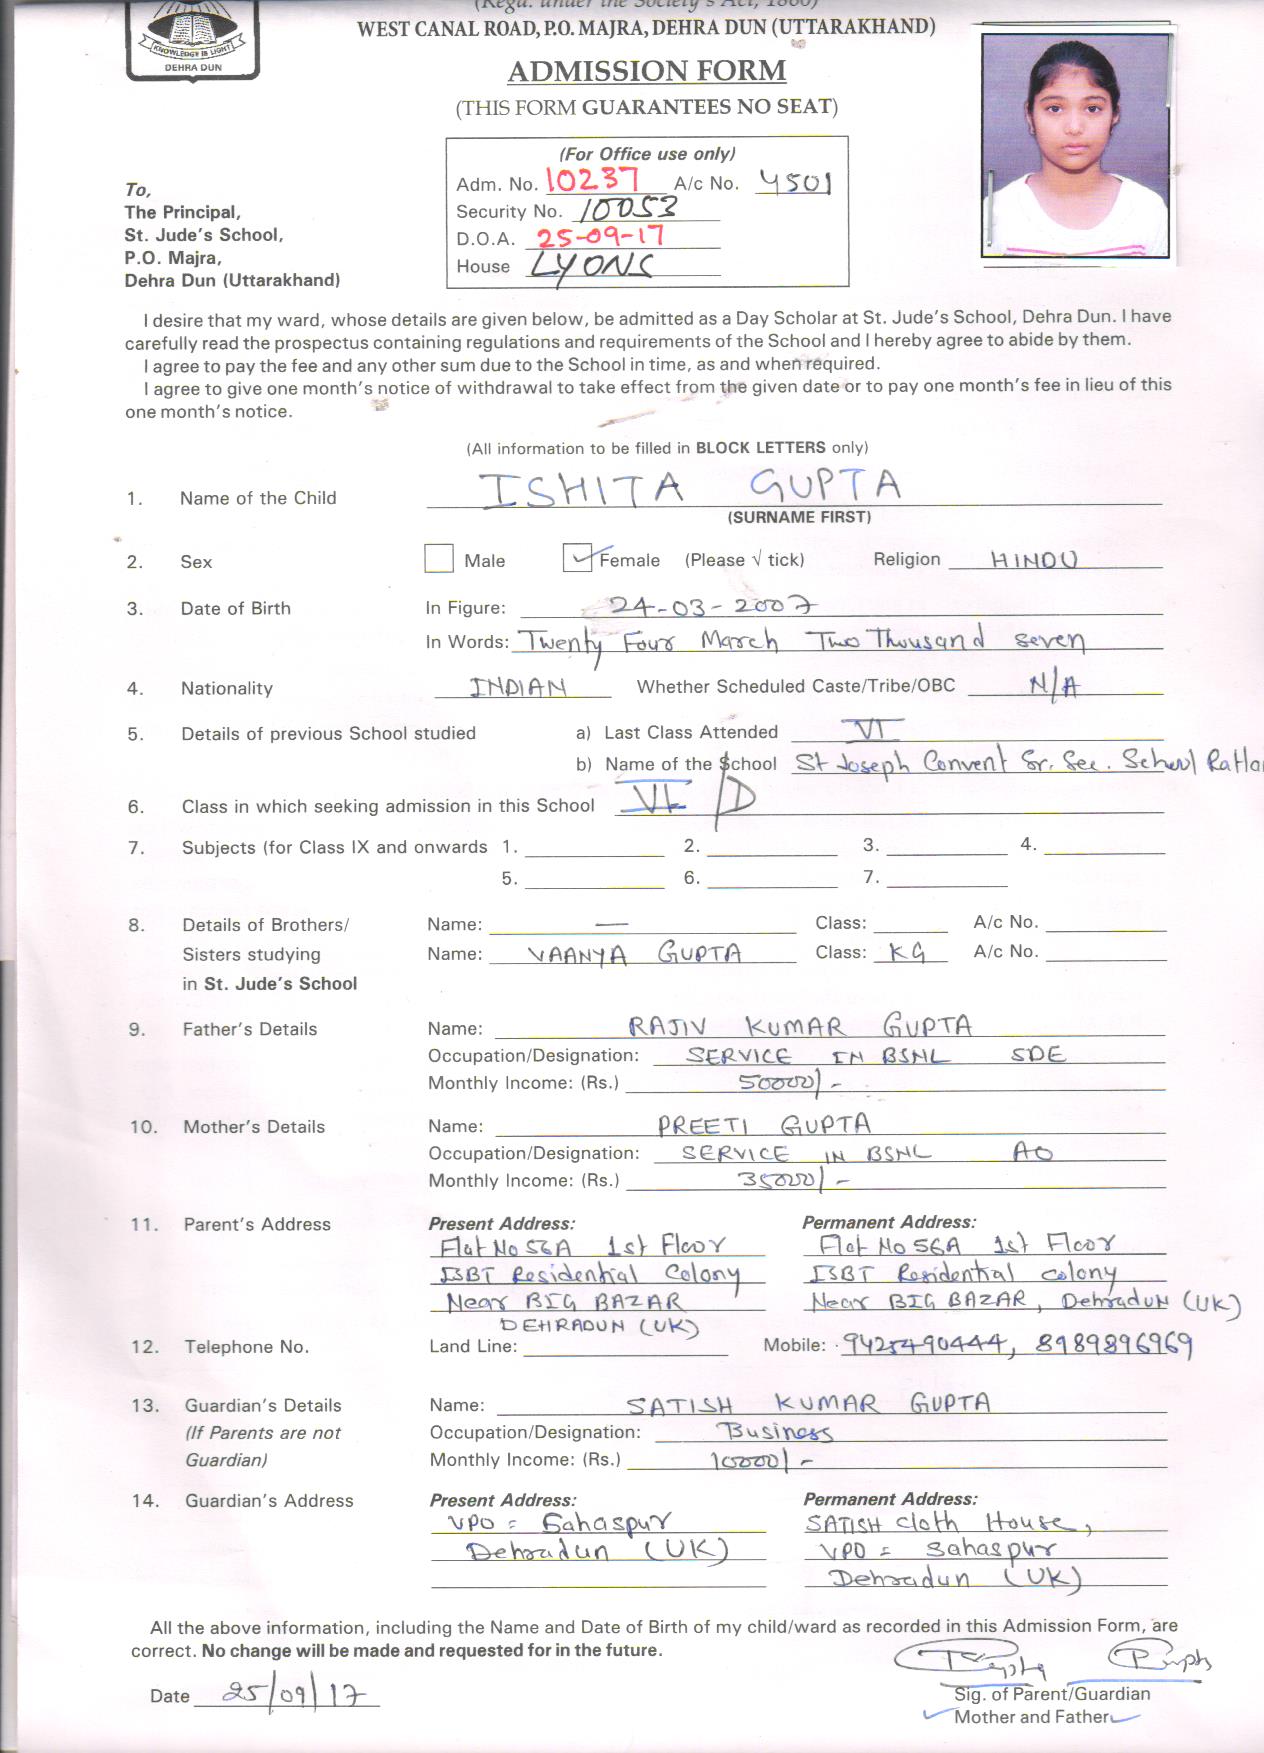 (Regd. under the Society's Act, 1860)
WEST CANAL ROAD, P.O. MAJRA, DEHRA DUN (UTTARAKHAND)
KNOWLEDGE IS LIGHT
DEHRA DUN
ADMISSION FORM
(THIS FORM GUARANTEES NO SEAT)
(For Office use only)
Adm. No. 10237 A/c No. 4501
Security No. 10053
D.O.A. 25-09-17
House LYONS
To,
The Principal,
St. Jude's School,
P.O. Majra,
Dehra Dun (Uttarakhand)
I desire that my ward, whose details are given below, be admitted as a Day Scholar at St. Jude's School, Dehra Dun. I have
carefully read the prospectus containing regulations and requirements of the School and I hereby agree to abide by them.
I agree to pay the fee and any other sum due to the School in time, as and when required.
I agree to give one month's notice of withdrawal to take effect from the given date or to pay one month's fee in lieu of this
one month's notice.
(All information to be filled in BLOCK LETTERS only)
1. Name of the Child ISHITA GUPTA
(SURNAME FIRST)
2. Sex Male Female (Please √ tick) Religion HINDU
3. Date of Birth In Figure: 24-03-2007
In Words: Twenty Four March Two Thousand seven
4. Nationality INDIAN Whether Scheduled Caste/Tribe/OBC N/A
5. Details of previous School studied a) Last Class Attended VI
b) Name of the School St Joseph Convent Sr. Sec. School Ratla
6. Class in which seeking admission in this School VI D
7. Subjects (for Class IX and onwards 1. 2. 3. 4.
5. 6. 7.
8. Details of Brothers/ Name: — Class: A/c No.
Sisters studying Name: VAANYA GUPTA Class: KG A/c No.
in St. Jude's School
9. Father's Details Name: RAJIV KUMAR GUPTA
Occupation/Designation: SERVICE IN BSNL SDE
Monthly Income: (Rs.) 50000/-
10. Mother's Details Name: PREETI GUPTA
Occupation/Designation: SERVICE IN BSNL AO
Monthly Income: (Rs.) 35000/-
11. Parent's Address Present Address: Permanent Address:
Flat No 56A 1st Floor Flat No 56A 1st Floor
ISBT Residential Colony ISBT Residential colony
Near BIG BAZAR Near BIG BAZAR, Dehradun (UK)
DEHRADUN (UK)
12. Telephone No. Land Line: Mobile: 9425490444, 8989896969
13. Guardian's Details Name: SATISH KUMAR GUPTA
(If Parents are not Occupation/Designation: Business
Guardian) Monthly Income: (Rs.) 10000/-
14. Guardian's Address Present Address: Permanent Address:
VPO = Sahaspur SATISH cloth House,
Dehradun (UK) VPO = Sahaspur
Dehradun (UK)
All the above information, including the Name and Date of Birth of my child/ward as recorded in this Admission Form, are
correct. No change will be made and requested for in the future.
Date 25/09/17
Sig. of Parent/Guardian
Mother and Father